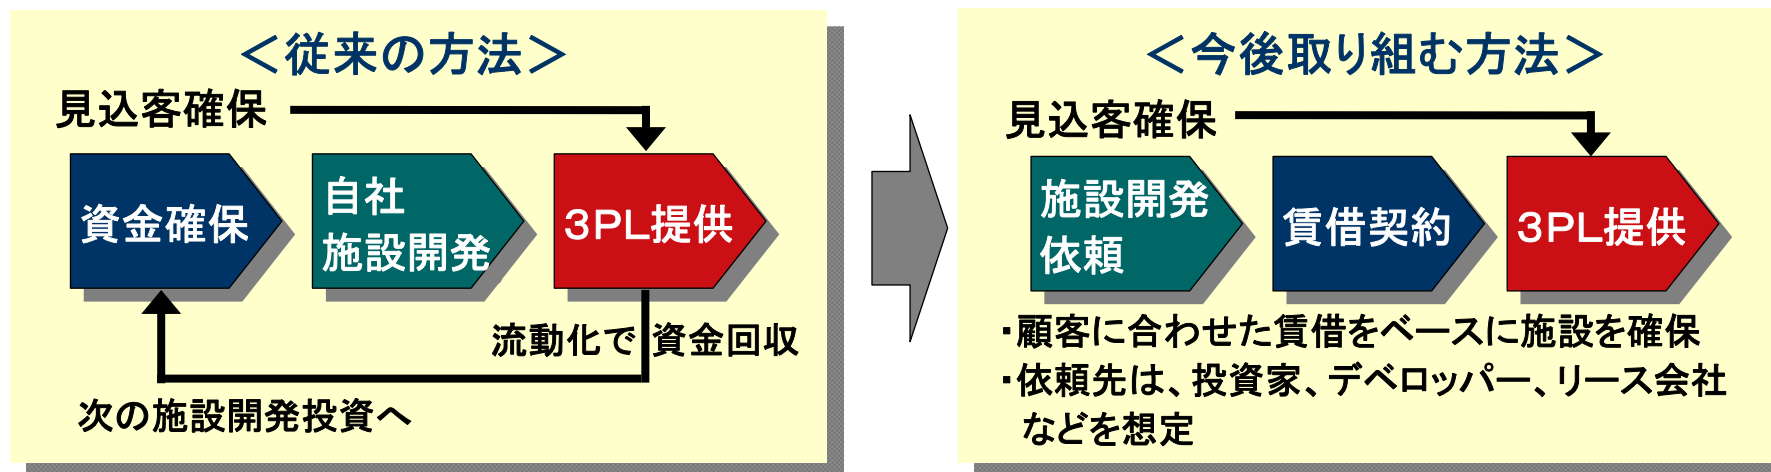 ＜従来の方法＞
見込客確保
資金確保
自社
施設開発
３ＰＬ提供
流動化で 資金回収
次の施設開発投資へ
＜今後取り組む方法＞
見込客確保
施設開発
依頼
賃借契約
３ＰＬ提供
・顧客に合わせた賃借をベースに施設を確保
・依頼先は、投資家、デベロッパー、リース会社
などを想定